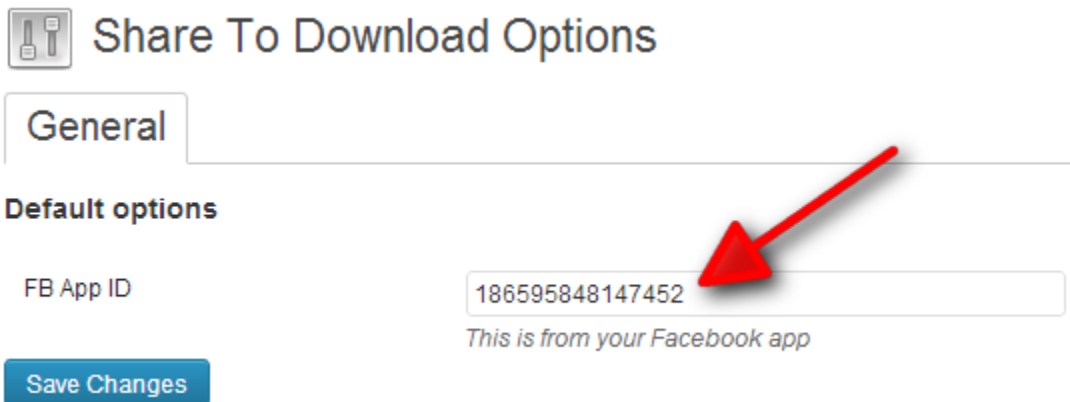 Share To Download Options
General
Default options
FB App ID
186595848147452
This is from your Facebook app
Save Changes